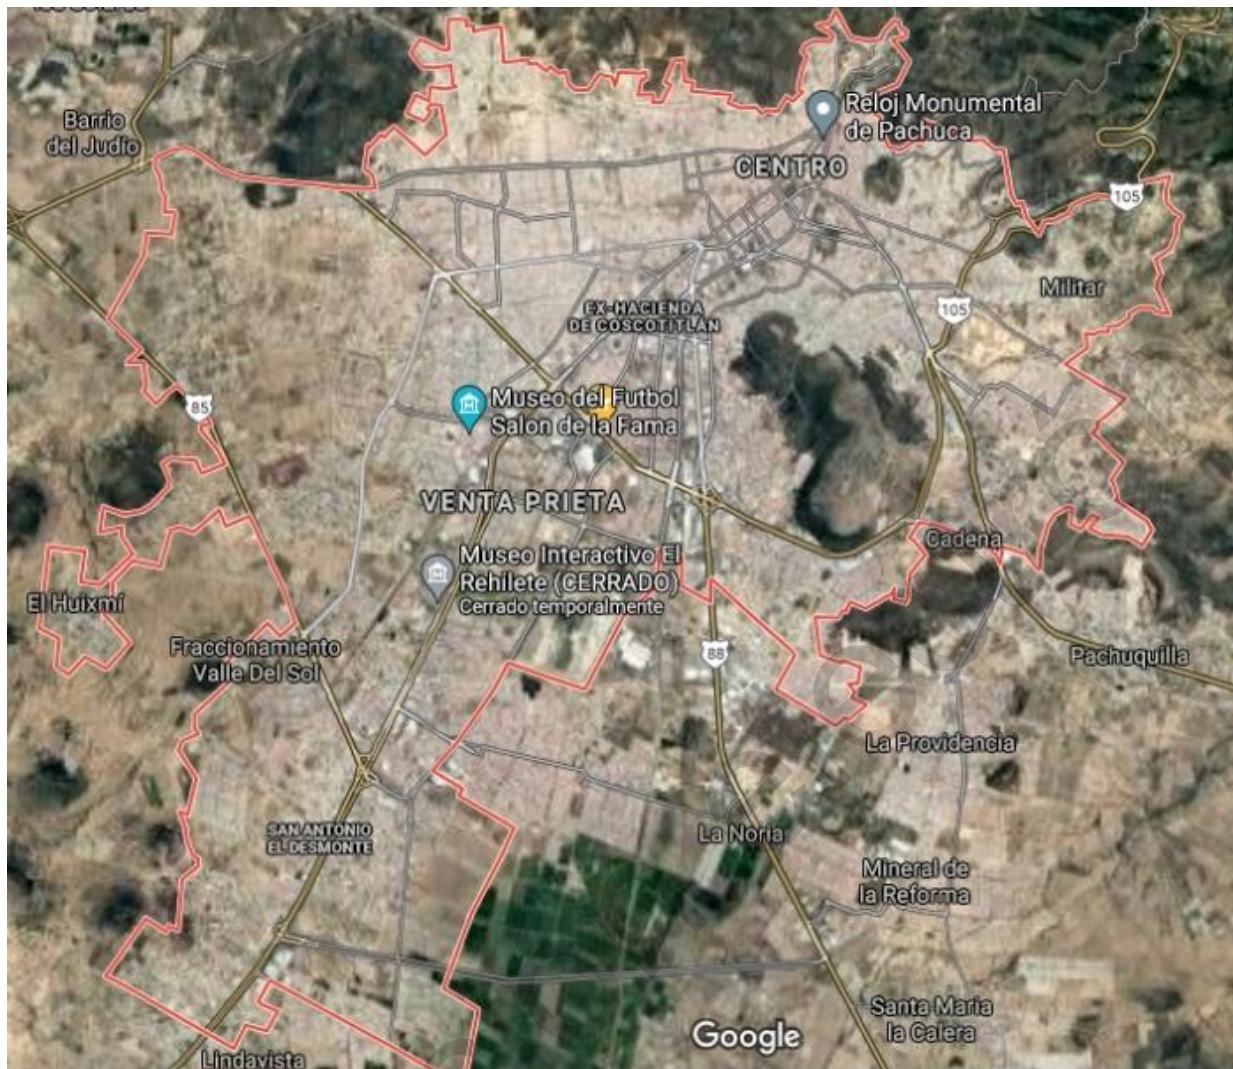 Barrio
del Judío
Reloj Monumental
de Pachuca
CENTRO
105
Militar
105
EX-HACIENDA
DE COSCOTITLÁN
85
Museo del Futbol
Salon de la Fama
VENTA PRIETA
Cadena
Museo Interactivo El
Rehilete (CERRADO)
Cerrado temporalmente
El Huixmí
Fraccionamiento
Valle Del Sol
88
Pachuquilla
La Providencia
SAN ANTONIO
EL DESMONTE
La Noria
Mineral de
la Reforma
Santa Maria
la Calera
Google
Lindavista